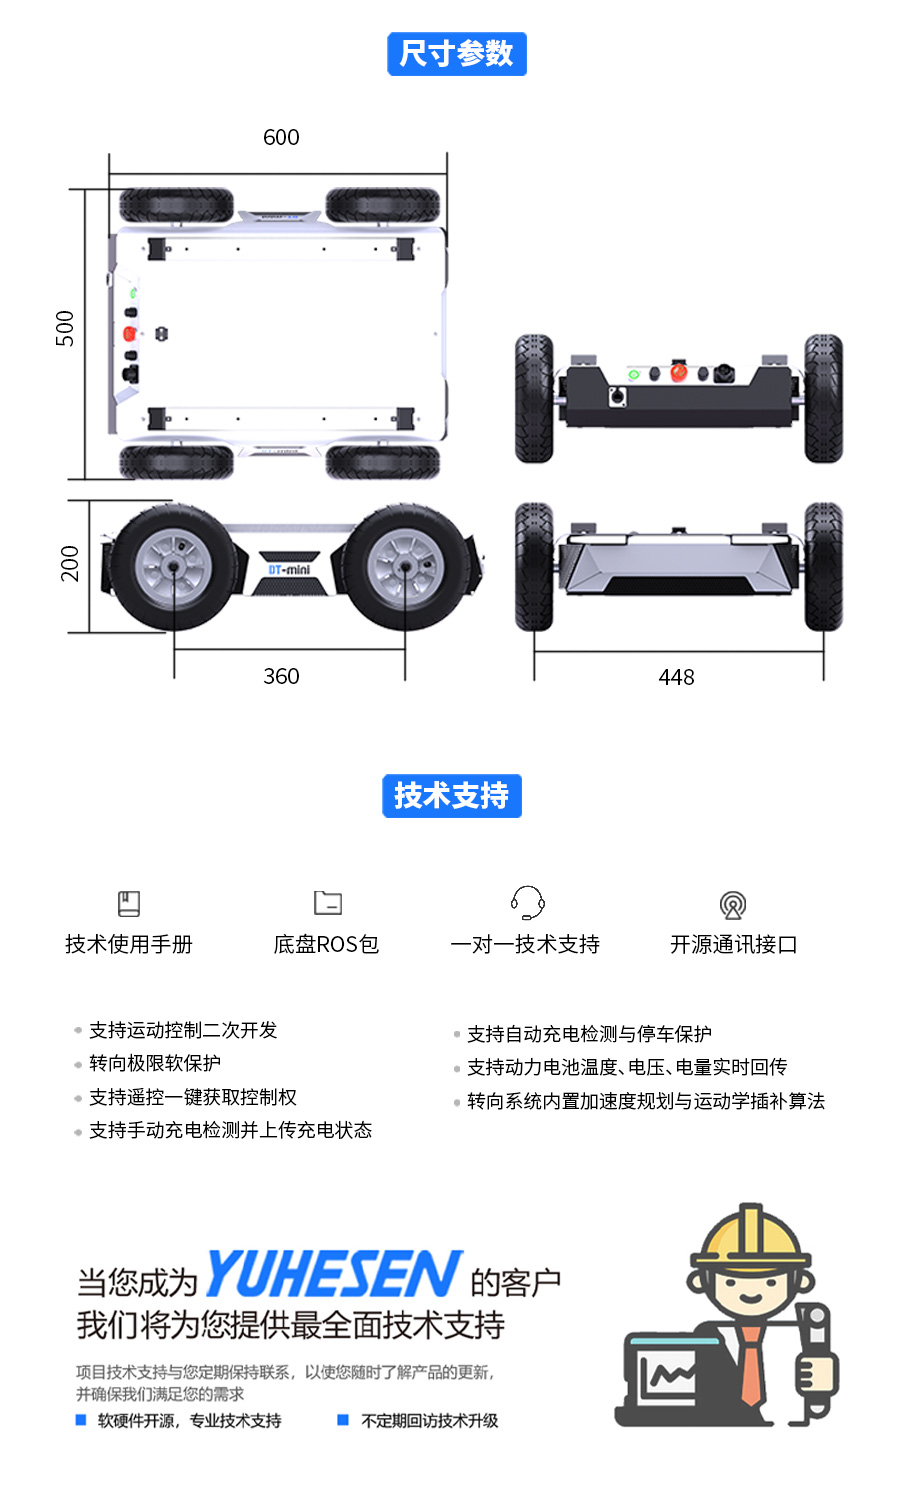 尺寸参数
600
500
200
DT-mini
360
448
技术支持
技术使用手册
底盘ROS包
一对一技术支持
开源通讯接口
支持运动控制二次开发
转向极限软保护
支持遥控一键获取控制权
支持手动充电检测并上传充电状态
支持自动充电检测与停车保护
支持动力电池温度、电压、电量实时回传
转向系统内置加速度规划与运动学插补算法
当您成为YUHESEN的客户
我们将为您提供最全面技术支持
项目技术支持与您定期保持联系，以使您随时了解产品的更新，
并确保我们满足您的需求
软硬件开源，专业技术支持
不定期回访技术升级